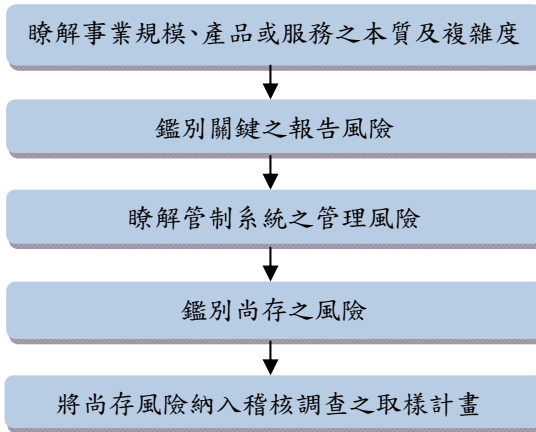 瞭解事業規模、產品或服務之本質及複雜度
鑑別關鍵之報告風險
瞭解管制系統之管理風險
鑑別尚存之風險
將尚存風險納入稽核調查之取樣計畫